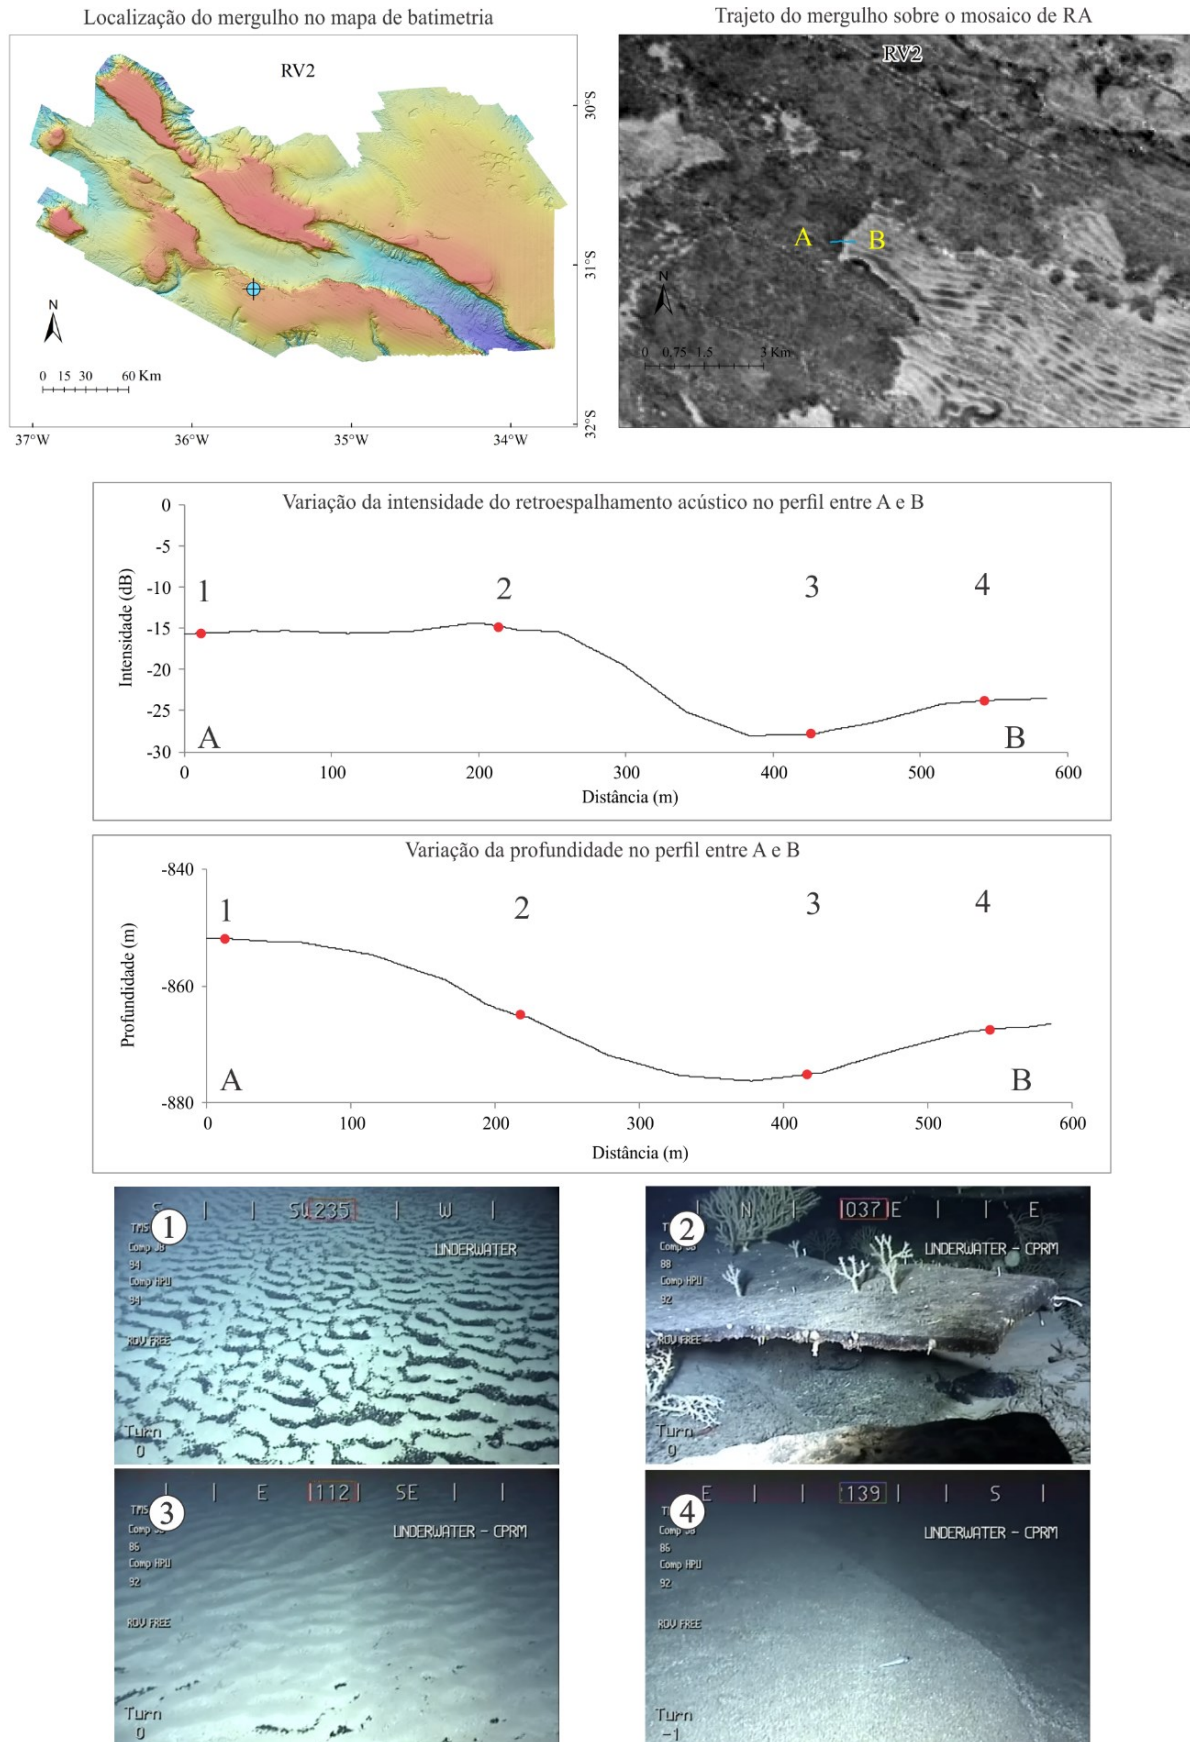 Localização do mergulho no mapa de batimetria
Trajeto do mergulho sobre o mosaico de RA
RV2
RV2
30°S
31°S
32°S
N
0 15 30 60 Km
37°W 36°W 35°W 34°W
A B
N
0 0.75 1.5 3 Km
Variação da intensidade do retroespalhamento acústico no perfil entre A e B
Intensidade (dB)
0
-5
-10
-15
-20
-25
-30
1 2 3 4
A B
0 100 200 300 400 500 600
Distância (m)
Variação da profundidade no perfil entre A e B
Profundidade (m)
-840
-860
-880
1 2 3 4
A B
0 100 200 300 400 500 600
Distância (m)
1
SW 235 W
UNDERWATER
94
Comp HPU
94
ROV FREE
Turn
0
2
N 037 E E
UNDERWATER - CPRM
88
Comp HPU
92
ROV FREE
Turn
0
3
E 112 SE
UNDERWATER - CPRM
86
Comp HPU
92
ROV FREE
Turn
0
4
E 139 S
UNDERWATER - CPRM
86
Comp HPU
92
ROV FREE
Turn
-1